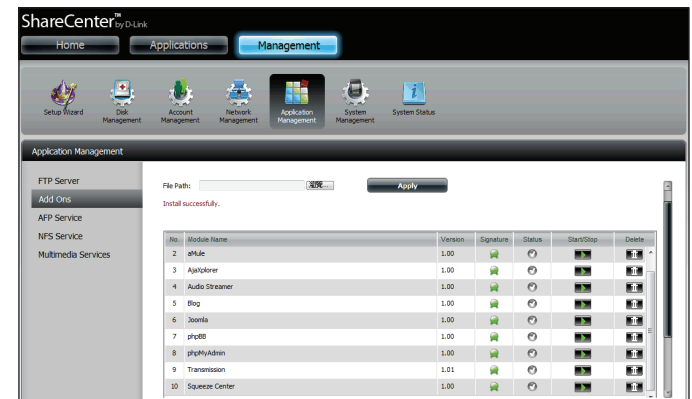 ShareCenter™ by D-Link
Home Applications Management
Setup Wizard Disk Management Account Management Network Management Application Management System Management System Status
Application Management
FTP Server
Add Ons
AFP Service
NFS Service
Multimedia Services
File Path: Apply
Install successfully.
No. Module Name Version Signature Status Start/Stop Delete
2 aMule 1.00
3 AjaXplorer 1.00
4 Audio Streamer 1.00
5 Blog 1.00
6 Joomla 1.00
7 phpBB 1.00
8 phpMyAdmin 1.00
9 Transmission 1.01
10 Squeeze Center 1.00